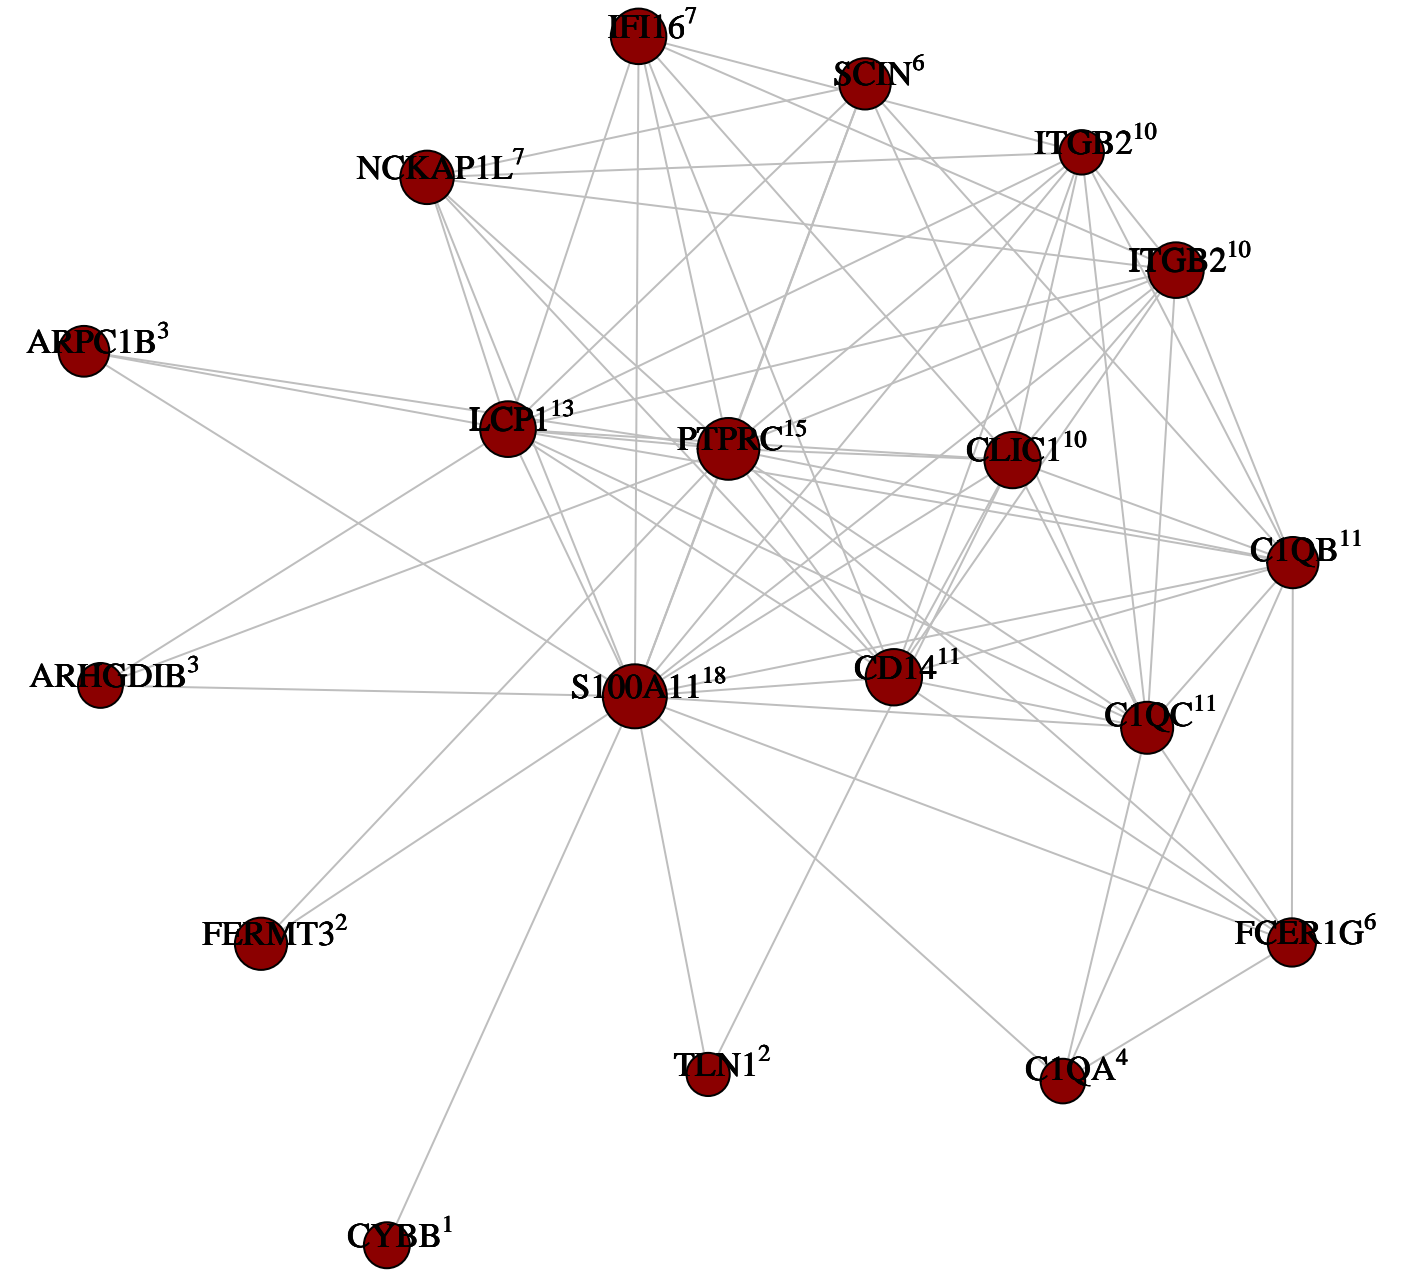 IFI16⁷
SCIN⁶
ITGB2¹⁰
NCKAP1L⁷
ITGB2¹⁰
ARPC1B³
LCP1¹³
PTPRC¹⁵
CLIC1¹⁰
C1QB¹¹
ARHGDIB³
S100A11¹⁸
CD14¹¹
C1QC¹¹
FERMT3²
FCER1G⁶
TLN1²
C1QA⁴
CYBB¹